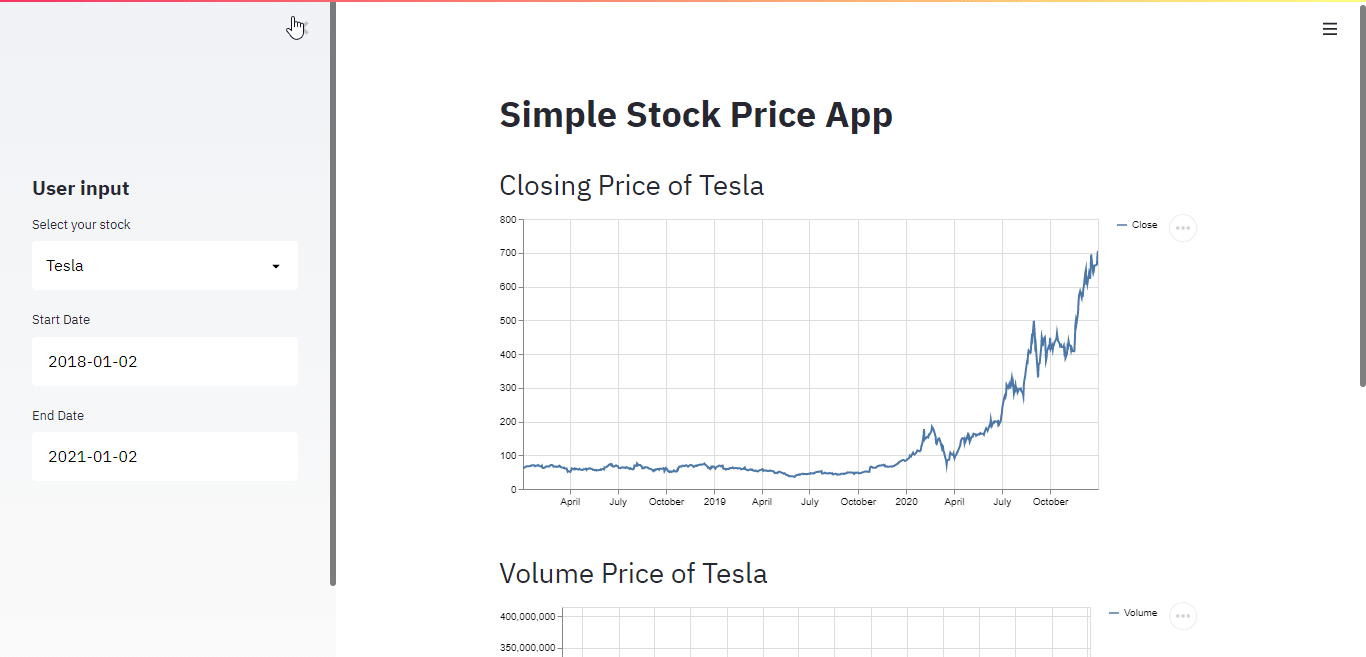 User input
Select your stock
Tesla
Start Date
2018-01-02
End Date
2021-01-02
Simple Stock Price App
Closing Price of Tesla
800
700
600
500
400
300
200
100
0
April July October 2019 April July October 2020 April July October
Close
Volume Price of Tesla
400,000,000
350,000,000
Volume